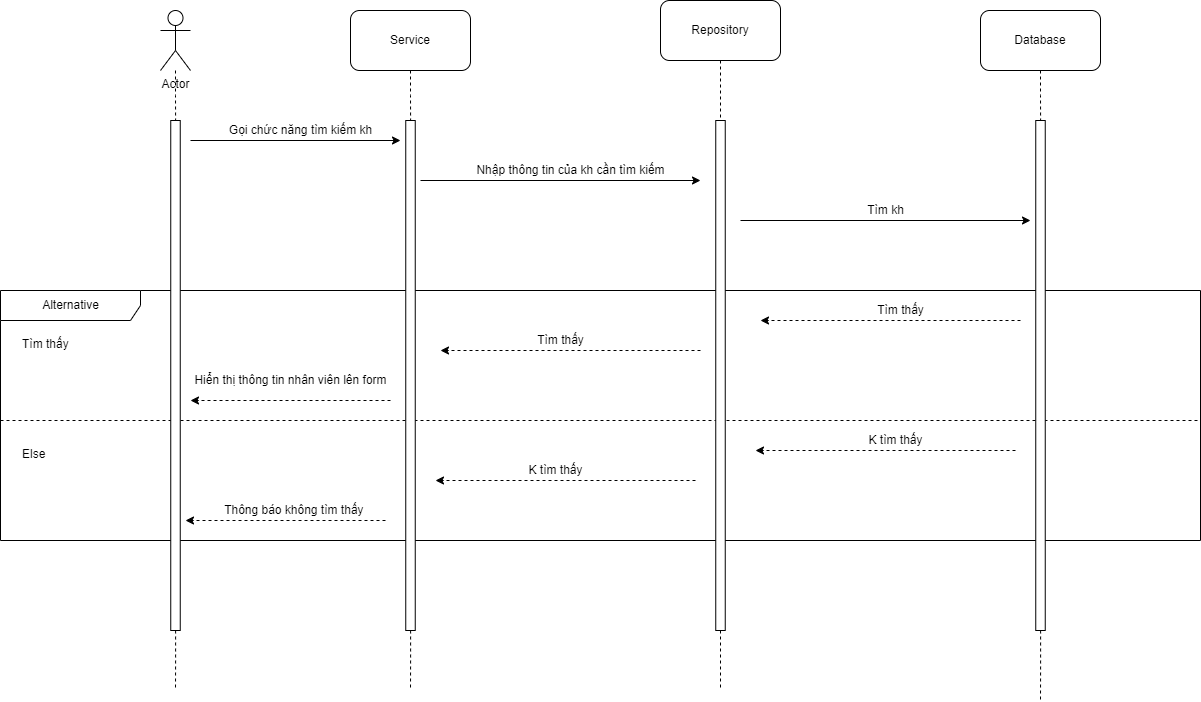 Actor
Service
Repository
Database
Gọi chức năng tìm kiếm kh
Nhập thông tin của kh cần tìm kiếm
Tìm kh
Alternative
Tìm thấy
Tìm thấy
Tìm thấy
Hiển thị thông tin nhân viên lên form
K tìm thấy
Else
K tìm thấy
Thông báo không tìm thấy